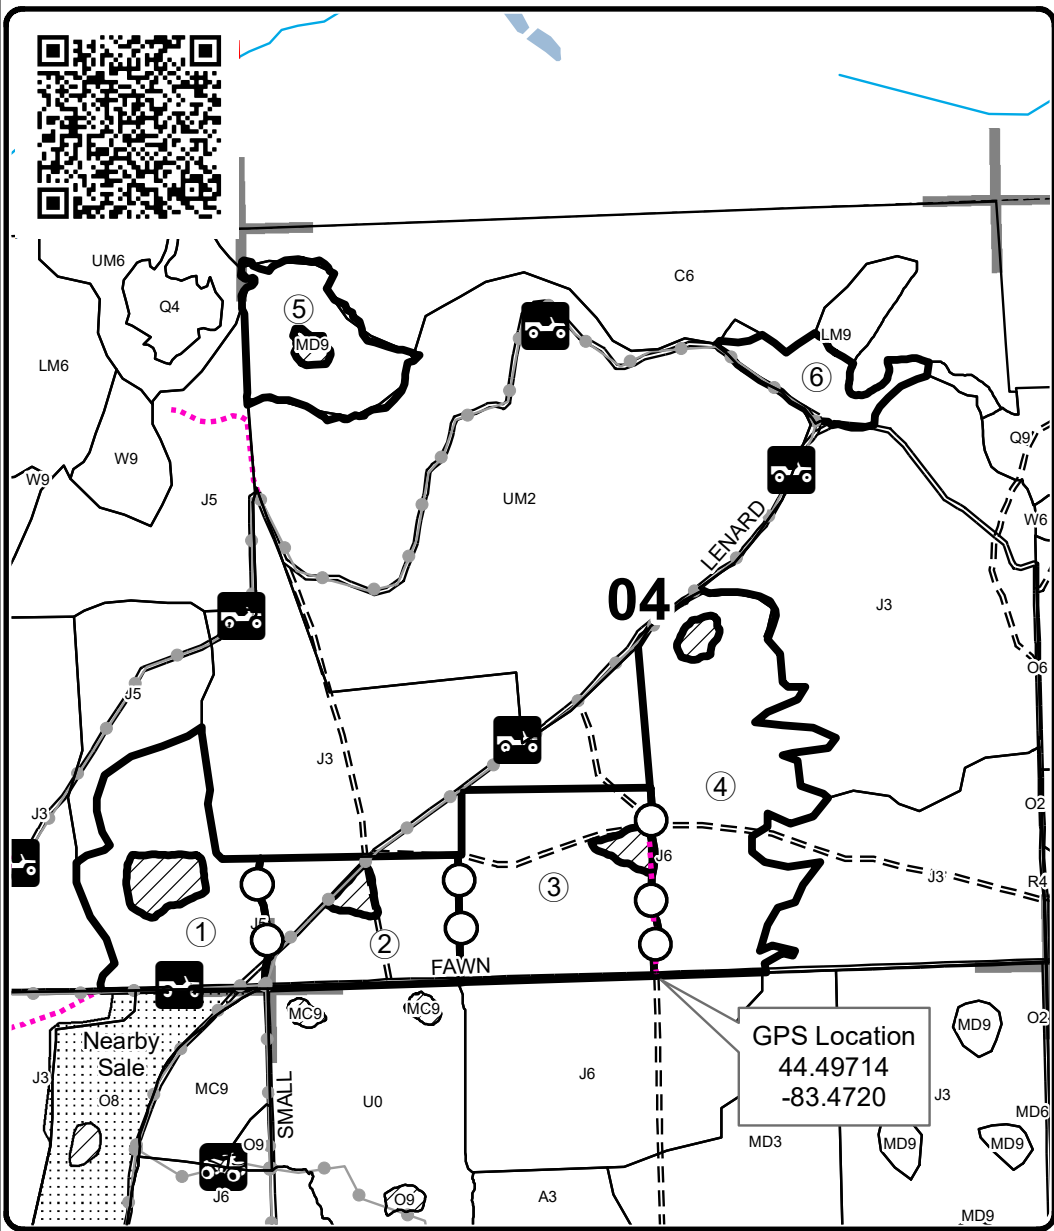 UM6
C6
Q4
5
MD9
LM9
LM6
6
Q9
W9
W9
J5
UM2
W6
LENARD
04
J3
O6
J5
J3
4
J3
O2
J6
3
J3
R4
1
J5
2
FAWN
MC9
MC9
O2
MD9
Nearby
Sale
GPS Location
44.49714
-83.4720
J3
J6
O8
MC9
SMALL
U0
J3
MD6
MD3
MD9
MD9
O9
J6
O9
A3
MD9